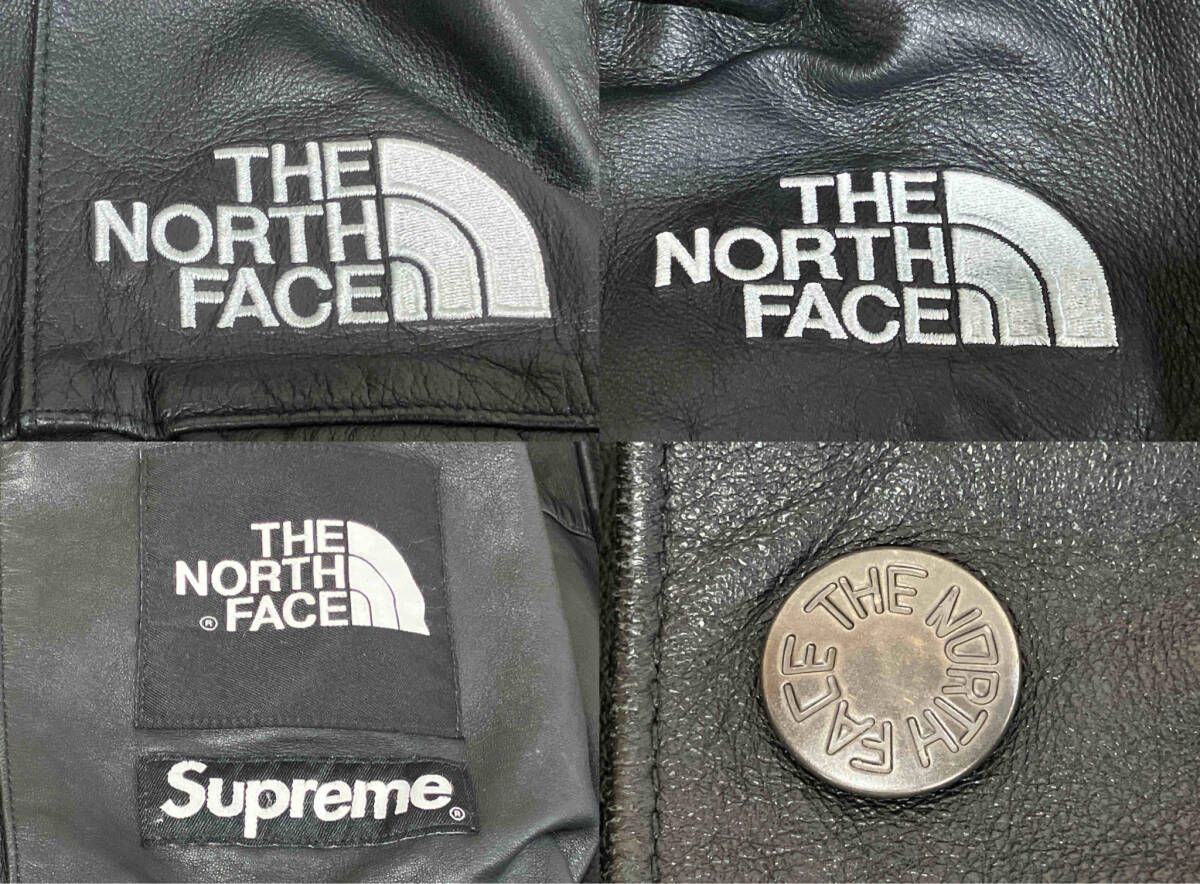 THE
NORTH
FACE
THE
NORTH
FACE
THE
NORTH
® FACE
Supreme®
THE NORTH FACE